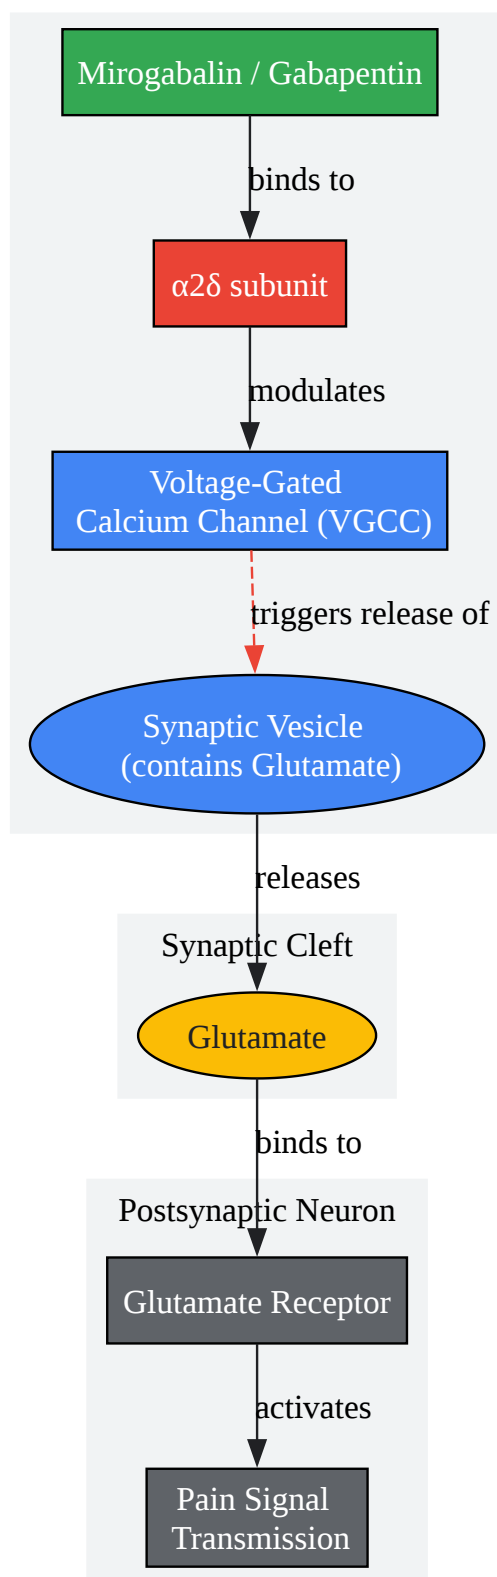 Mirogabalin / Gabapentin
binds to
α2δ subunit
modulates
Voltage-Gated
Calcium Channel (VGCC)
triggers release of
Synaptic Vesicle
(contains Glutamate)
releases
Synaptic Cleft
Glutamate
binds to
Postsynaptic Neuron
Glutamate Receptor
activates
Pain Signal
Transmission